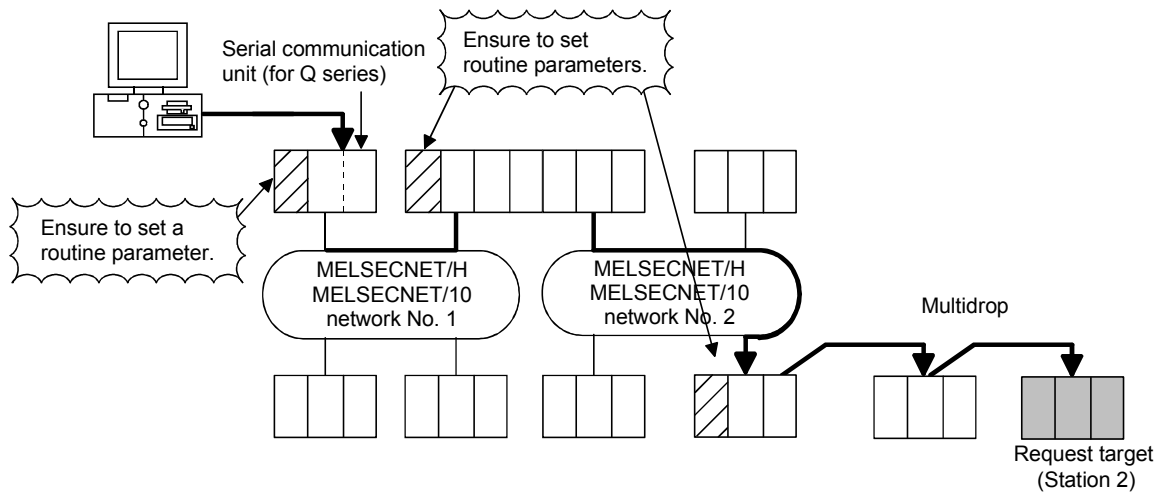 Serial communication
unit (for Q series)
Ensure to set
routine parameters.
Ensure to set a
routine parameter.
MELSECNET/H
MELSECNET/10
network No. 1
MELSECNET/H
MELSECNET/10
network No. 2
Multidrop
Request target
(Station 2)